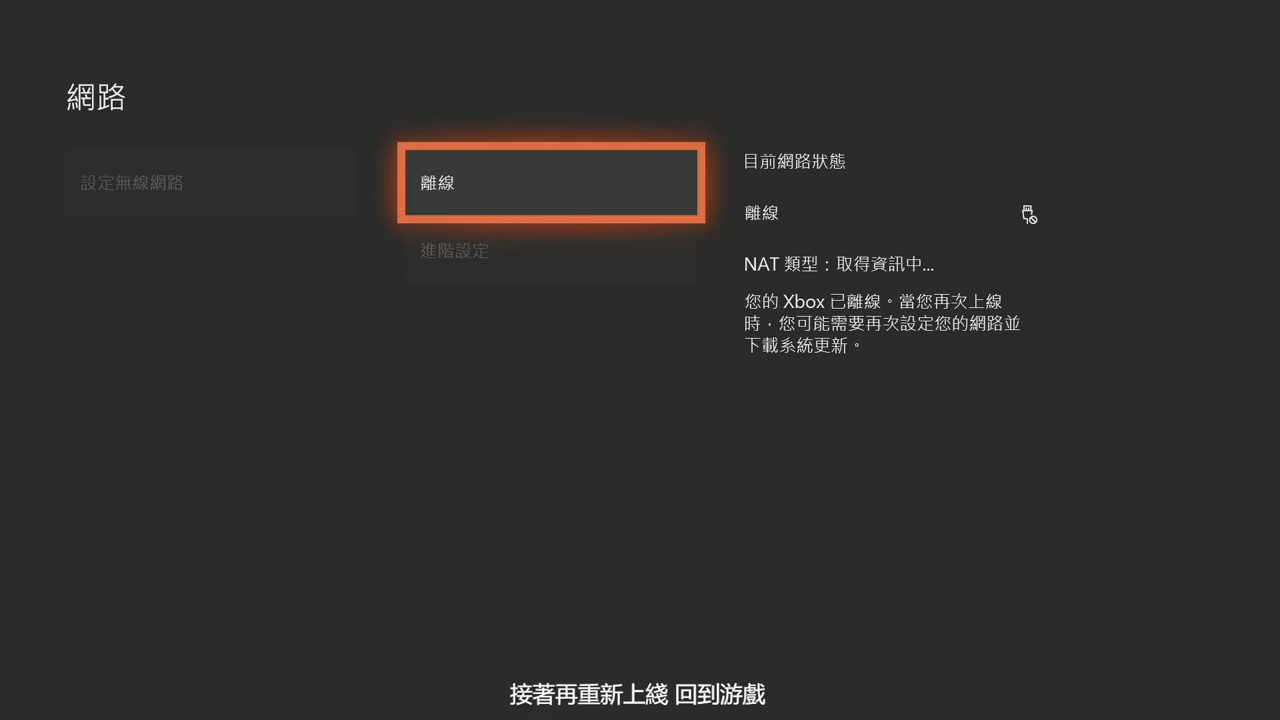 網路
設定無線網路
離線
進階設定
目前網路狀態
離線
NAT 類型：取得資訊中...
您的 Xbox 已離線。當您再次上線
時，您可能需要再次設定您的網路並
下載系統更新。
接著再重新上綫 回到游戲